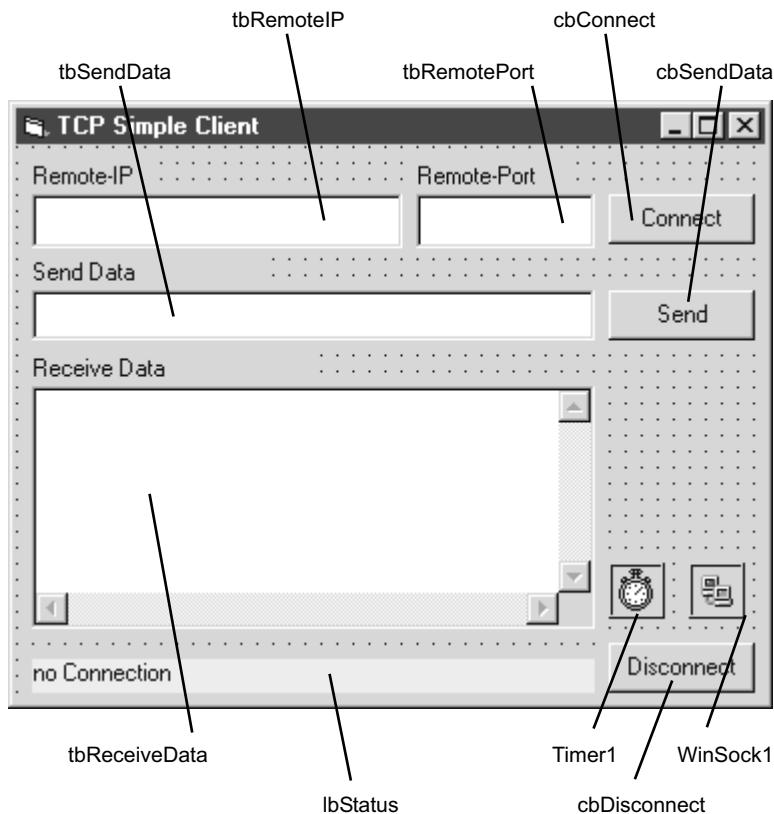 tbRemoteIP cbConnect
tbSendData tbRemotePort cbSendData
TCP Simple Client
Remote-IP Remote-Port
Connect
Send Data
Send
Receive Data
no Connection
Disconnect
tbReceiveData Timer1 WinSock1
lbStatus cbDisconnect